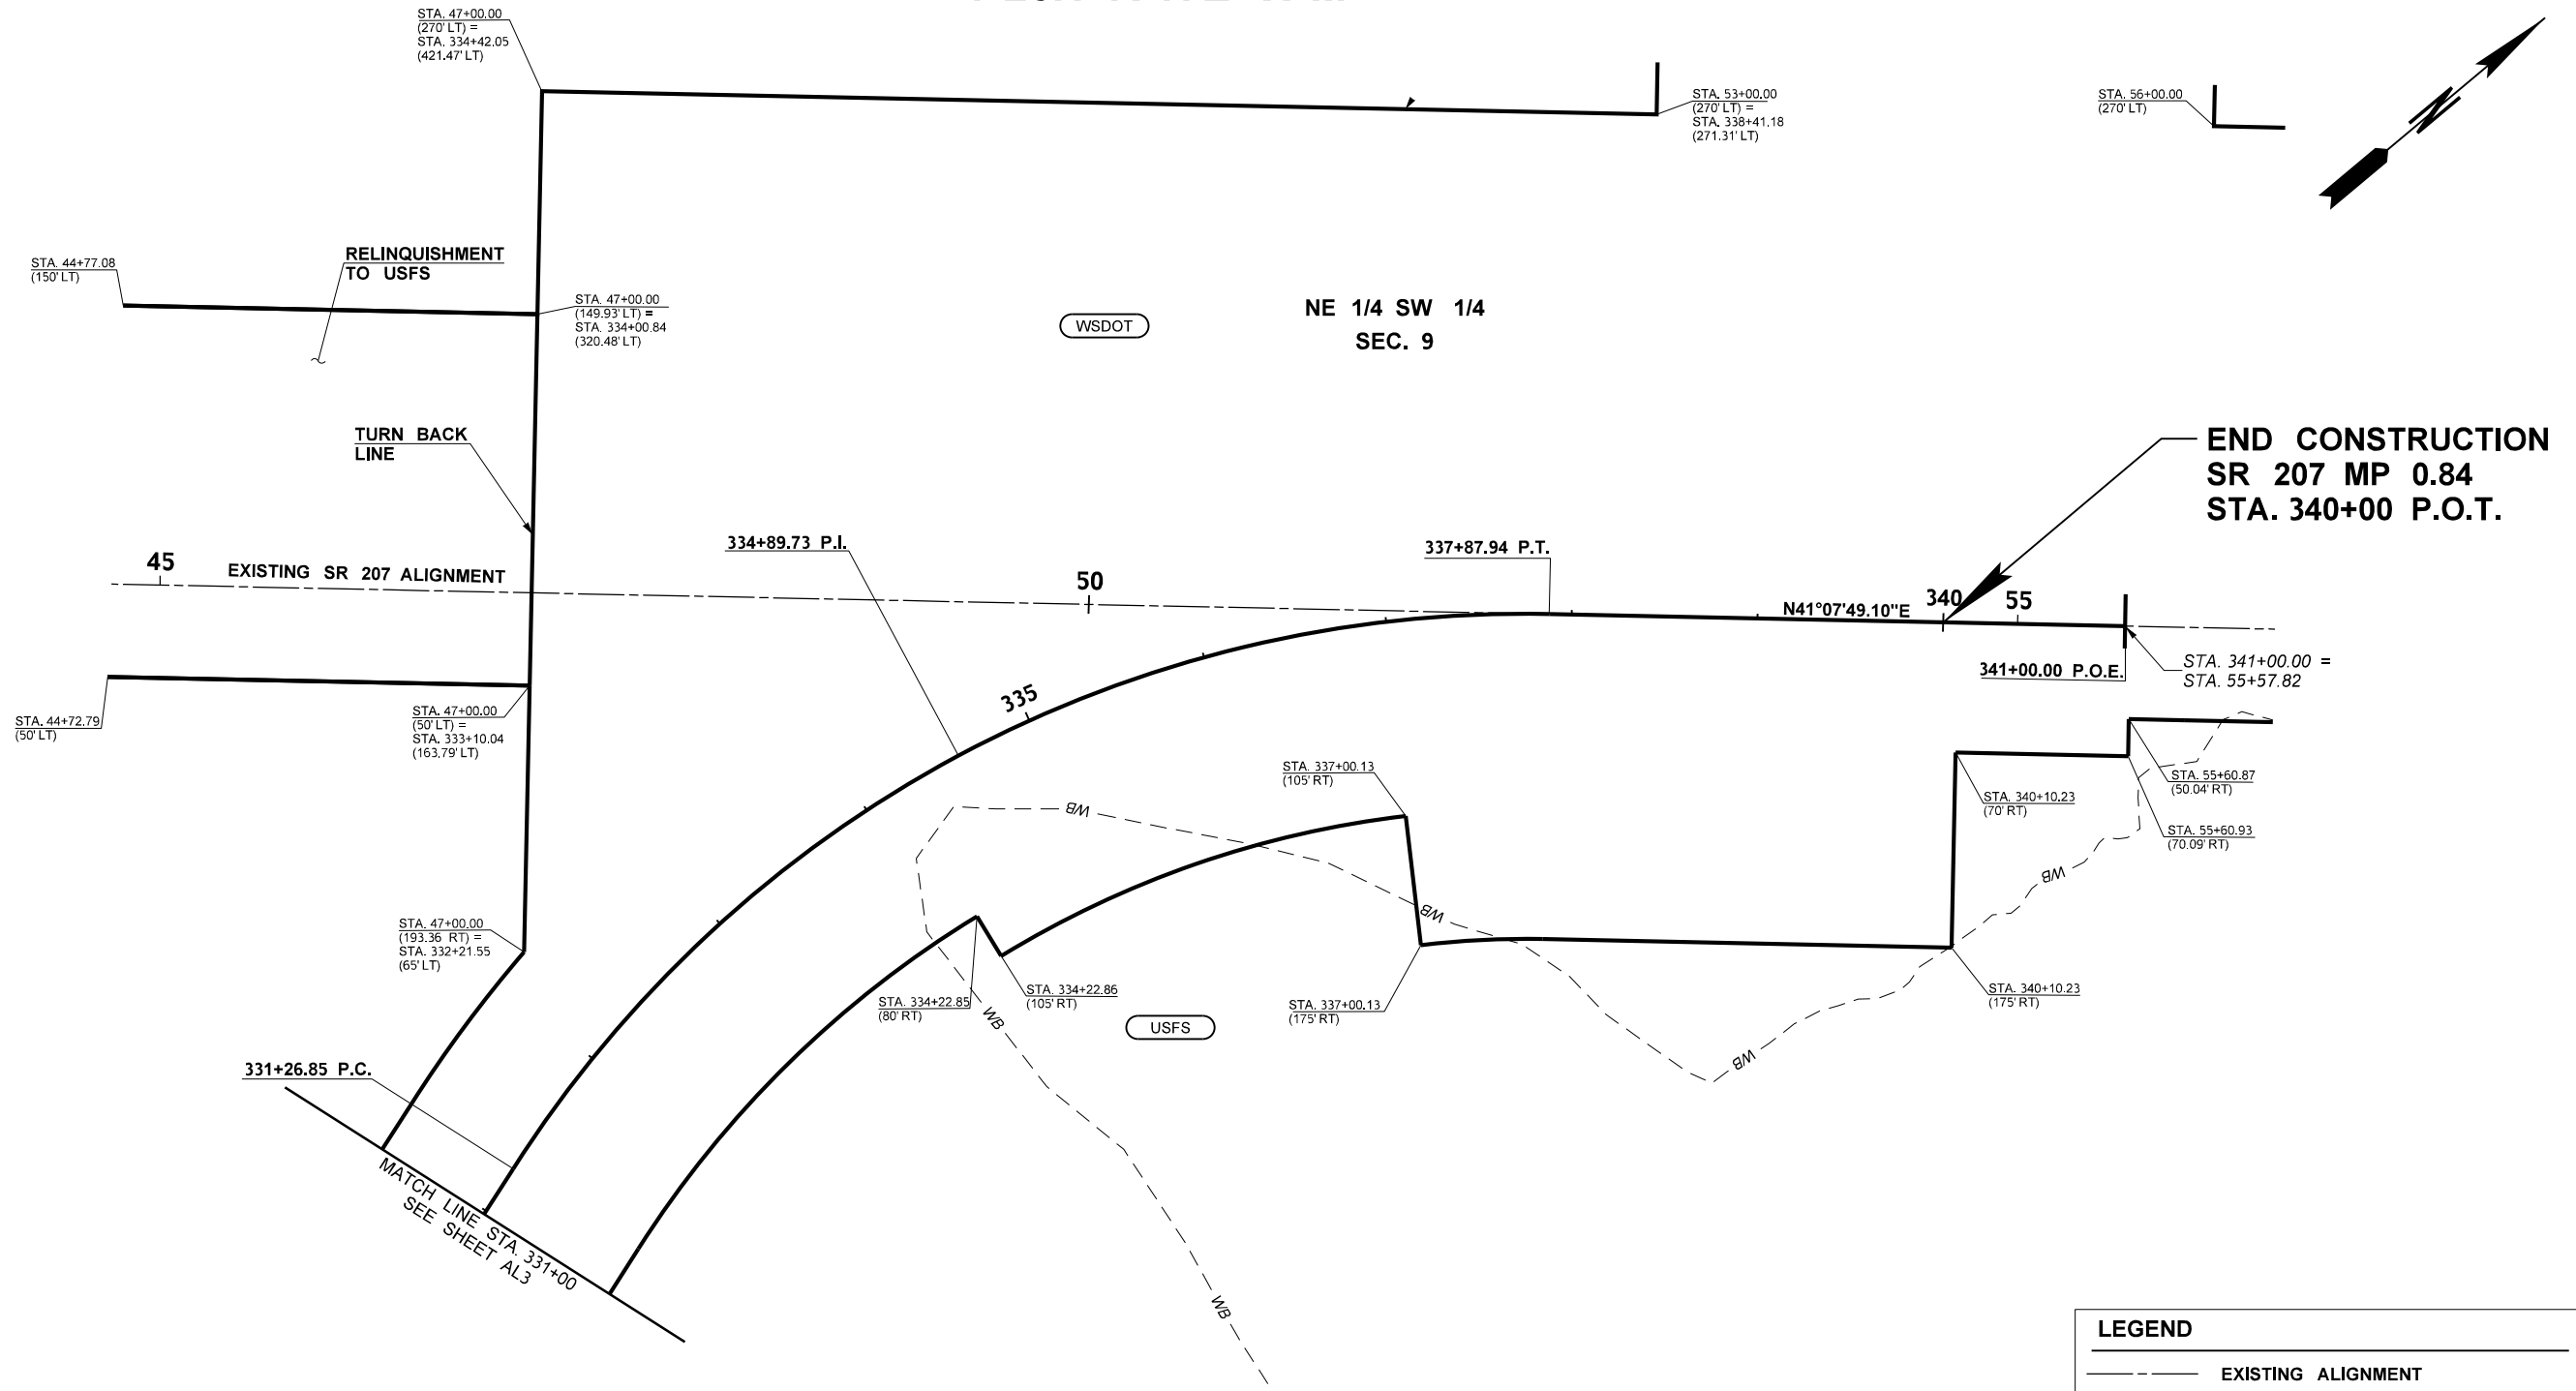 STA. 47+00.00
(270' LT) =
STA. 334+42.05
(421.47' LT)
STA. 53+00.00
(270' LT) =
STA. 338+41.18
(271.31' LT)
STA. 56+00.00
(270' LT)
N
STA. 44+77.08
(150' LT)
RELINQUISHMENT
TO USFS
STA. 47+00.00
(149.93' LT) =
STA. 334+00.84
(320.48' LT)
WSDOT
NE 1/4 SW 1/4
SEC. 9
TURN BACK
LINE
END CONSTRUCTION
SR 207 MP 0.84
STA. 340+00 P.O.T.
45
EXISTING SR 207 ALIGNMENT
334+89.73 P.I.
50
337+87.94 P.T.
N41°07'49.10"E
340
55
341+00.00 P.O.E.
STA. 341+00.00 =
STA. 55+57.82
STA. 44+72.79
(50' LT)
STA. 47+00.00
(50' LT) =
STA. 333+10.04
(163.79' LT)
335
STA. 337+00.13
(105' RT)
STA. 55+60.87
(50.04' RT)
STA. 340+10.23
(70' RT)
STA. 55+60.93
(70.09' RT)
WB
WB
WB
STA. 47+00.00
(193.36 RT) =
STA. 332+21.55
(65' LT)
STA. 334+22.85
(80' RT)
STA. 334+22.86
(105' RT)
WB
USFS
STA. 337+00.13
(175' RT)
STA. 340+10.23
(175' RT)
WB
331+26.85 P.C.
MATCH LINE STA. 331+00
SEE SHEET AL3
WB
LEGEND
EXISTING ALIGNMENT